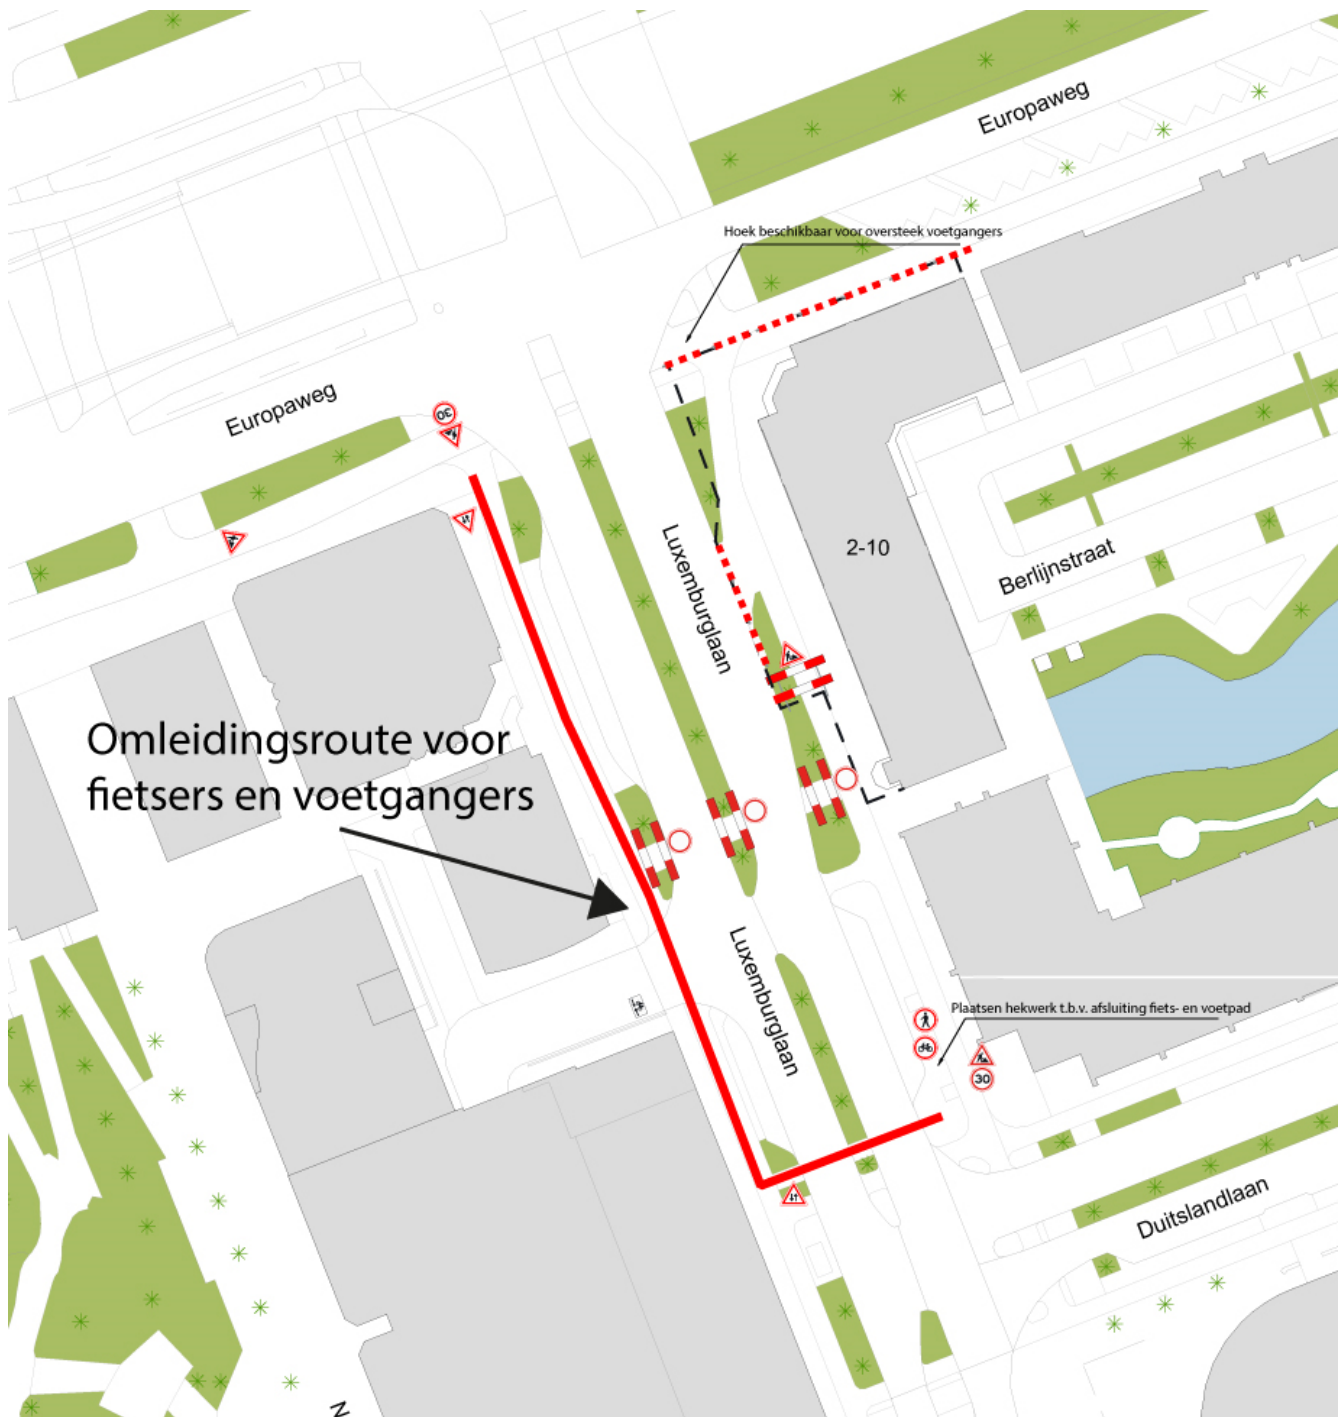 Europaweg
Hoek beschikbaar voor oversteek voetgangers
Europaweg
30
Luxemburglaan
2-10
Berlijnstraat
Omleidingsroute voor
fietsers en voetgangers
Luxemburglaan
Plaatsen hekwerk t.b.v. afsluiting fiets- en voetpad
30
Duitslandlaan
N